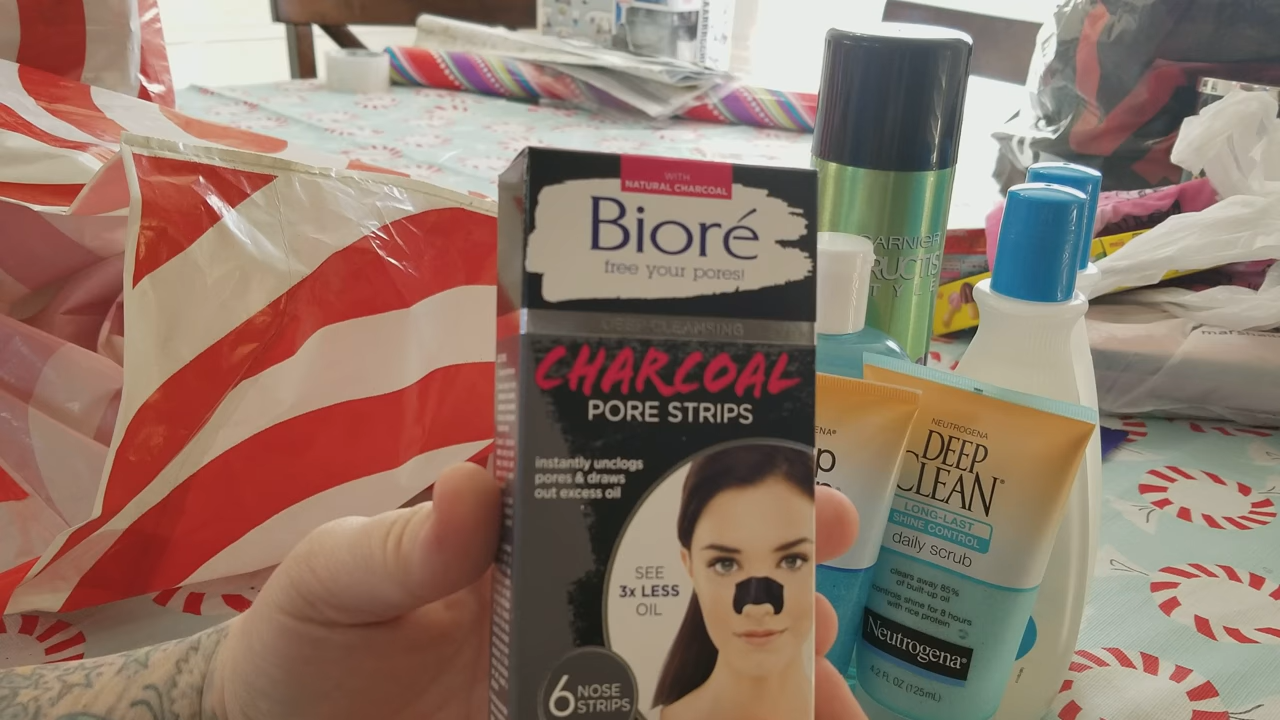 WITH
NATURAL CHARCOAL
Bioré
free your pores!
DEEP CLEANSING
CHARCOAL
PORE STRIPS
instantly unclogs
pores & draws
out excess oil
SEE
3x LESS
OIL
6 NOSE
STRIPS
GARNIER
RUCTIS
TYLE
NEUTROGENA
DEEP
CLEAN®
LONG-LAST
SHINE CONTROL
daily scrub
clears away 85%
of built-up oil
controls shine for 8 hours
with rice protein
Neutrogena®
4.2 FL OZ (125mL)
ENA®
p